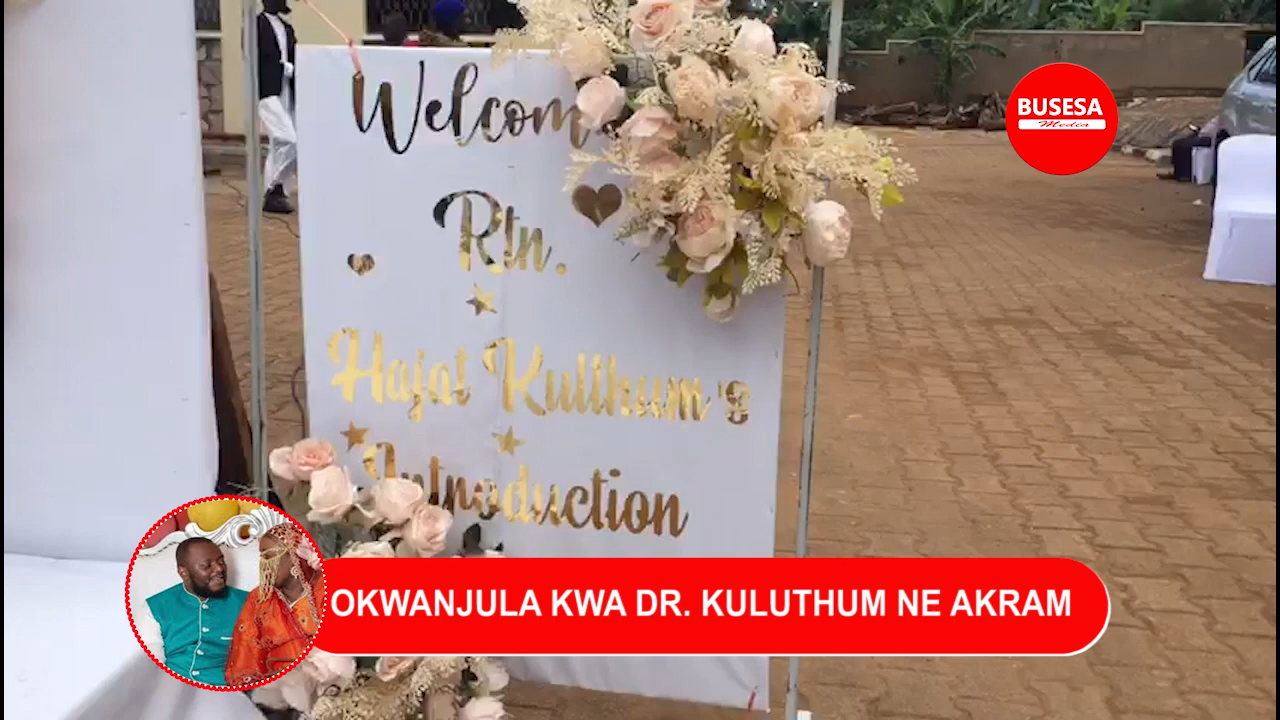 Welcom
Rtn.
Hajat Kulthum's
Introduction
BUSESA
Media
OKWANJULA KWA DR. KULUTHUM NE AKRAM